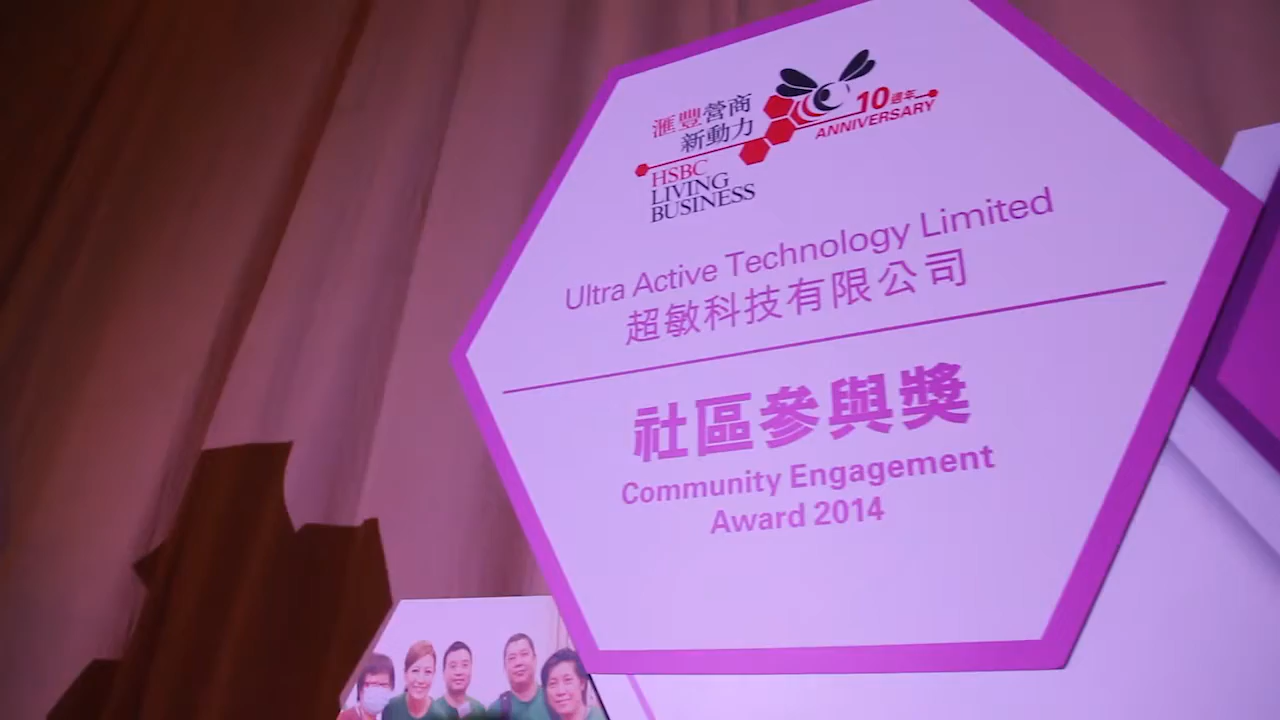 滙豐營商
新動力
HSBC
LIVING
BUSINESS
10週年
ANNIVERSARY
Ultra Active Technology Limited
超敏科技有限公司
社區參與獎
Community Engagement
Award 2014